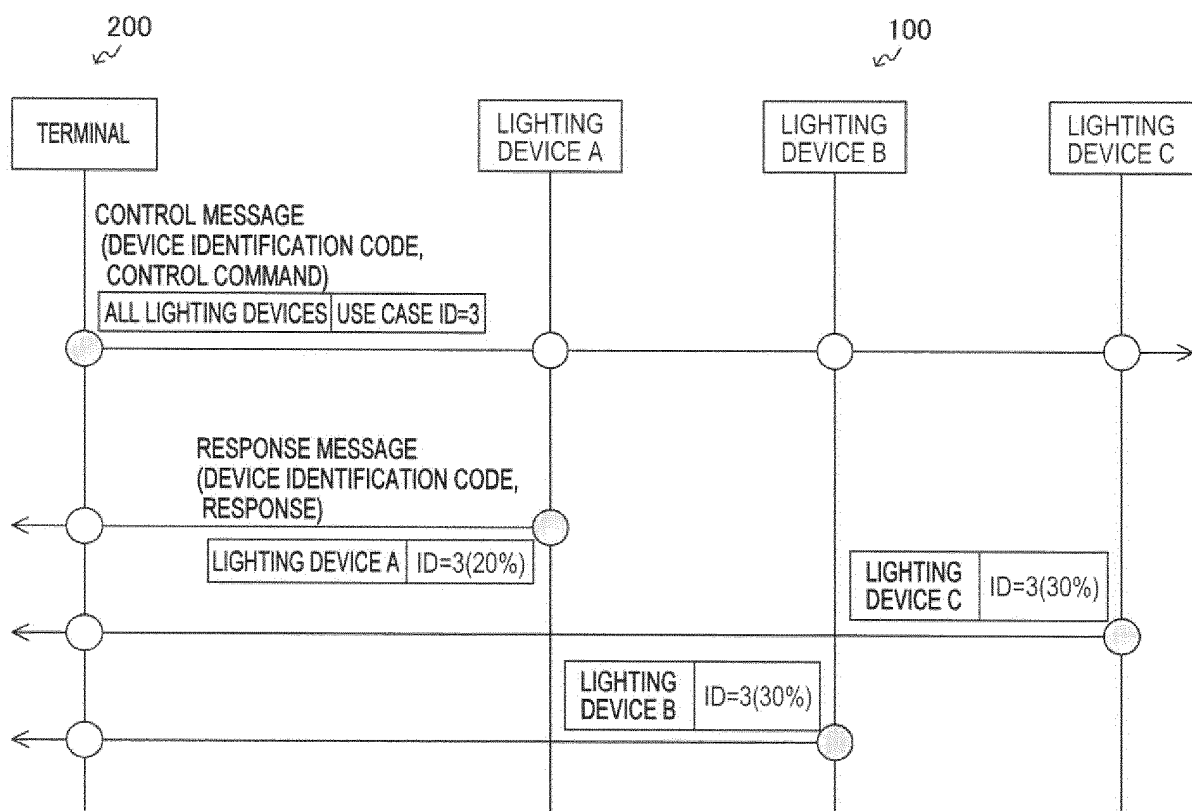 200
100
TERMINAL
LIGHTING
DEVICE A
LIGHTING
DEVICE B
LIGHTING
DEVICE C
CONTROL MESSAGE
(DEVICE IDENTIFICATION CODE,
CONTROL COMMAND)
ALL LIGHTING DEVICES USE CASE ID=3
RESPONSE MESSAGE
(DEVICE IDENTIFICATION CODE,
RESPONSE)
LIGHTING DEVICE A ID=3(20%)
LIGHTING
DEVICE C
ID=3(30%)
LIGHTING
DEVICE B
ID=3(30%)